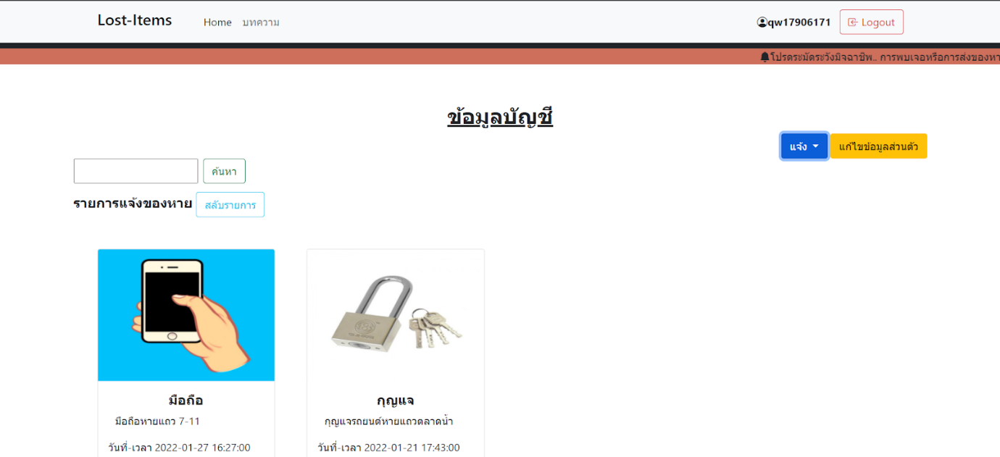 Lost-Items
Home บทความ
qw17906171
Logout
โปรดระมัดระวังมิจฉาชีพ.. การพบเจอหรือการส่งของหา
ข้อมูลบัญชี
แจ้ง
แก้ไขข้อมูลส่วนตัว
ค้นหา
รายการแจ้งของหาย
สลับรายการ
มือถือ
มือถือหายแถว 7-11
วันที่-เวลา 2022-01-27 16:27:00
กุญแจ
กุญแจรถยนต์หายแถวตลาดน้ำ
วันที่-เวลา 2022-01-21 17:43:00